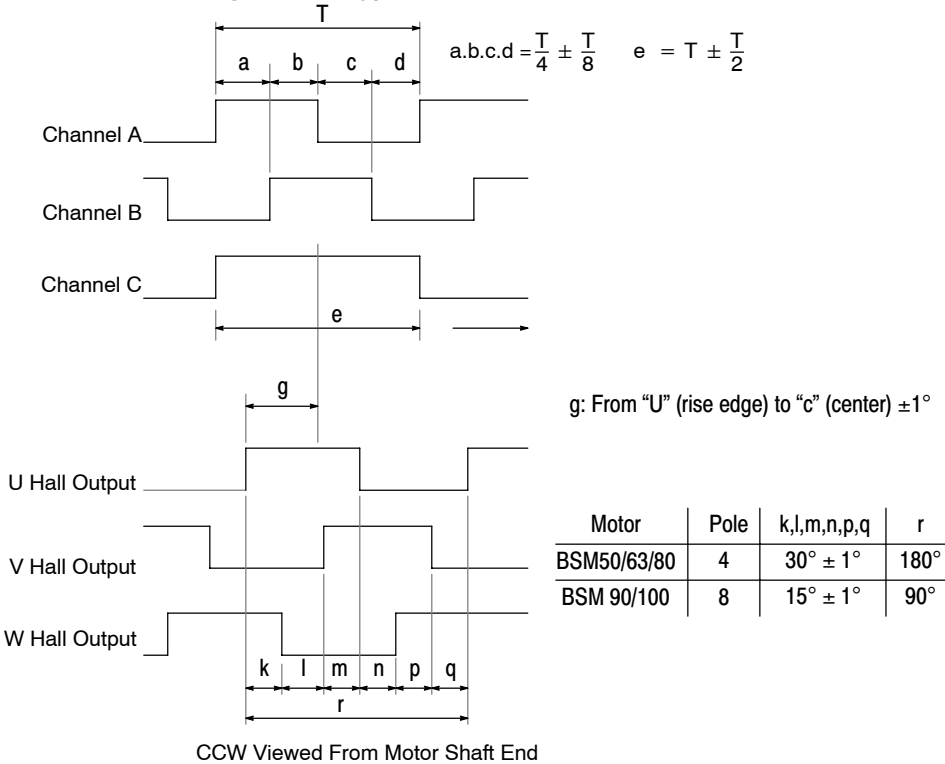 T
a.b.c.d = T/4 ± T/8 e = T ± T/2
a b c d
Channel A
Channel B
Channel C
e
g
g: From “U” (rise edge) to “c” (center) ±1°
U Hall Output
V Hall Output
W Hall Output
Motor Pole k,l,m,n,p,q r
BSM50/63/80 4 30° ± 1° 180°
BSM 90/100 8 15° ± 1° 90°
k l m n p q
r
CCW Viewed From Motor Shaft End